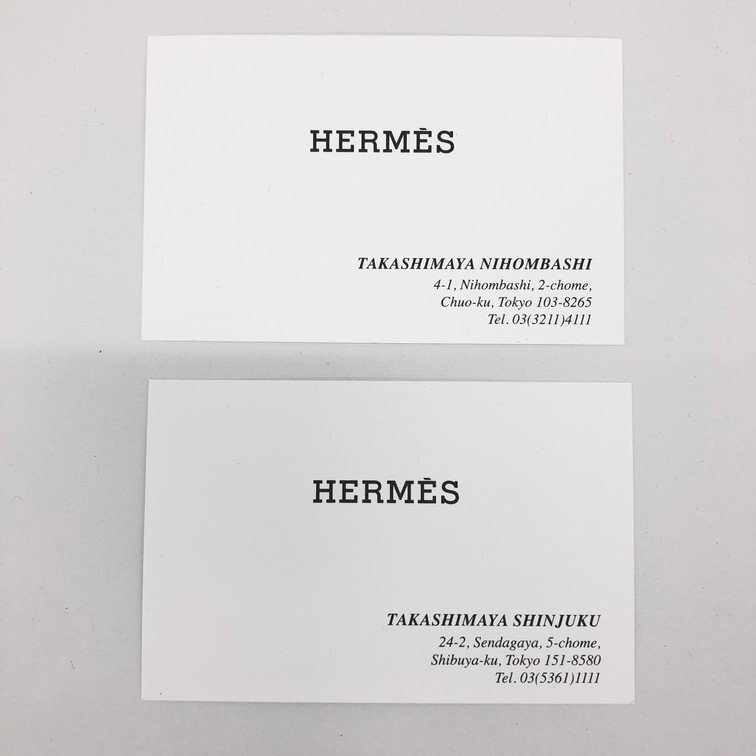 HERMÈS
TAKASHIMAYA NIHOMBASHI
4-1, Nihombashi, 2-chome,
Chuo-ku, Tokyo 103-8265
Tel. 03(3211)4111
HERMÈS
TAKASHIMAYA SHINJUKU
24-2, Sendagaya, 5-chome,
Shibuya-ku, Tokyo 151-8580
Tel. 03(5361)1111